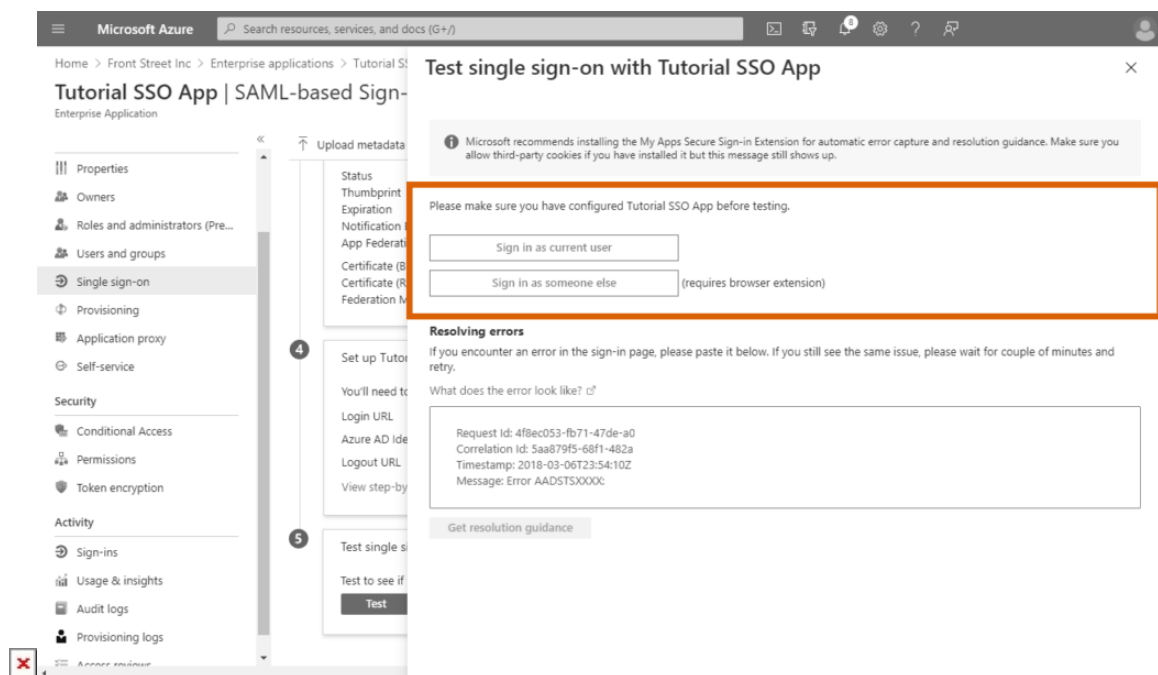 Microsoft Azure
Search resources, services, and docs (G+/)
8
Home > Front Street Inc > Enterprise applications > Tutorial S
Tutorial SSO App | SAML-based Sign-
Enterprise Application
Properties
Owners
Roles and administrators (Pre...
Users and groups
Single sign-on
Provisioning
Application proxy
Self-service
Security
Conditional Access
Permissions
Token encryption
Activity
Sign-ins
Usage & insights
Audit logs
Provisioning logs
Access reviews
Upload metadata
Status
Thumbprint
Expiration
Notification
App Federati
Certificate (B
Certificate (R
Federation M
4
Set up Tutor
You'll need to
Login URL
Azure AD Ide
Logout URL
View step-by
5
Test single si
Test to see if
Test
Test single sign-on with Tutorial SSO App
Microsoft recommends installing the My Apps Secure Sign-in Extension for automatic error capture and resolution guidance. Make sure you
allow third-party cookies if you have installed it but this message still shows up.
Please make sure you have configured Tutorial SSO App before testing.
Sign in as current user
Sign in as someone else (requires browser extension)
Resolving errors
If you encounter an error in the sign-in page, please paste it below. If you still see the same issue, please wait for couple of minutes and
retry.
What does the error look like?
Request Id: 4f8ec053-fb71-47de-a0
Correlation Id: 5aa879f5-68f1-482a
Timestamp: 2018-03-06T23:54:10Z
Message: Error AADSTSXXXX:
Get resolution guidance